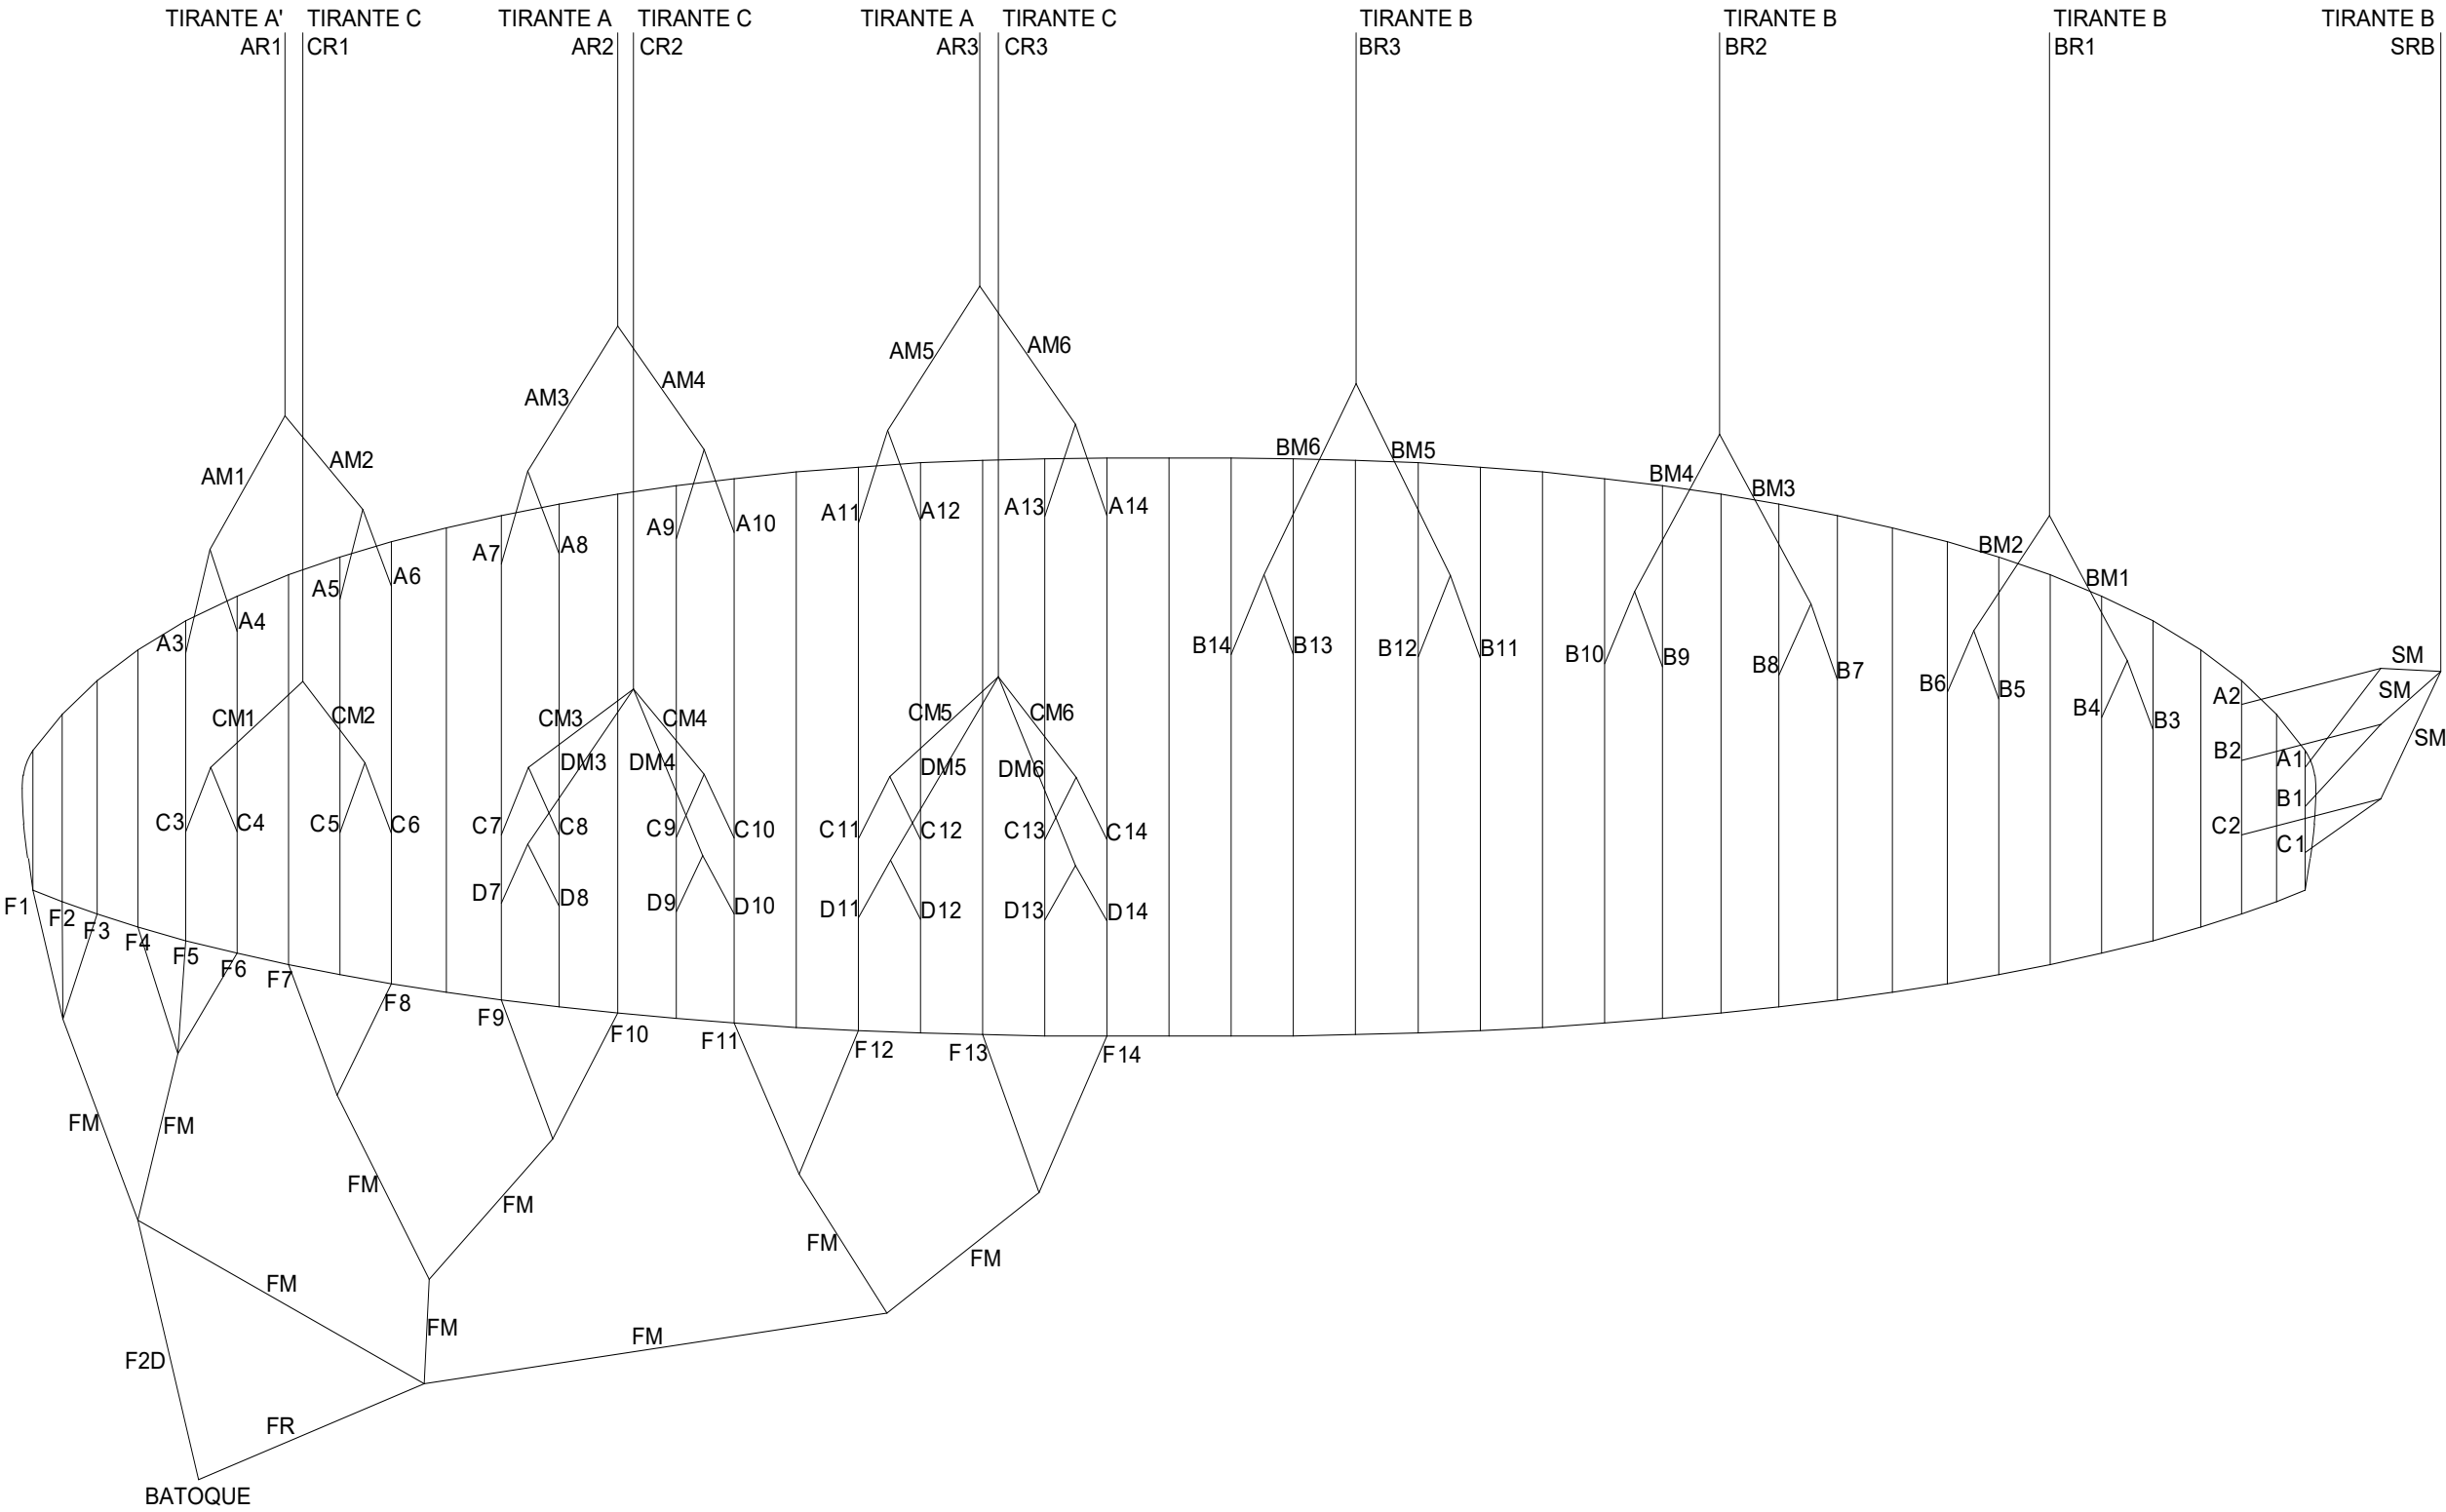 TIRANTE A' TIRANTE C TIRANTE A TIRANTE C TIRANTE A TIRANTE C TIRANTE B TIRANTE B TIRANTE B TIRANTE B
AR1 CR1 AR2 CR2 AR3 CR3 BR3 BR2 BR1 SRB
AM5 AM6
AM3 AM4
AM1 AM2 BM6 BM5 BM4 BM3
A7 A8 A9 A10 A11 A12 A13 A14 BM2 BM1
A3 A4 A5 A6
B14 B13 B12 B11 B10 B9 B8 B7 B6 B5 B4 B3
SM
A2 SM
CM1 CM2 CM3 CM4 CM5 CM6
SM
DM3 DM4 DM5 DM6 B2 A1
B1
C3 C4 C5 C6 C7 C8 C9 C10 C11 C12 C13 C14 C2 C1
D7 D8 D9 D10 D11 D12 D13 D14
F1 F2 F3 F4 F5 F6 F7 F8 F9 F10 F11 F12 F13 F14
FM FM
FM FM
FM FM
FM
FM FM
F2D
FR
BATOQUE